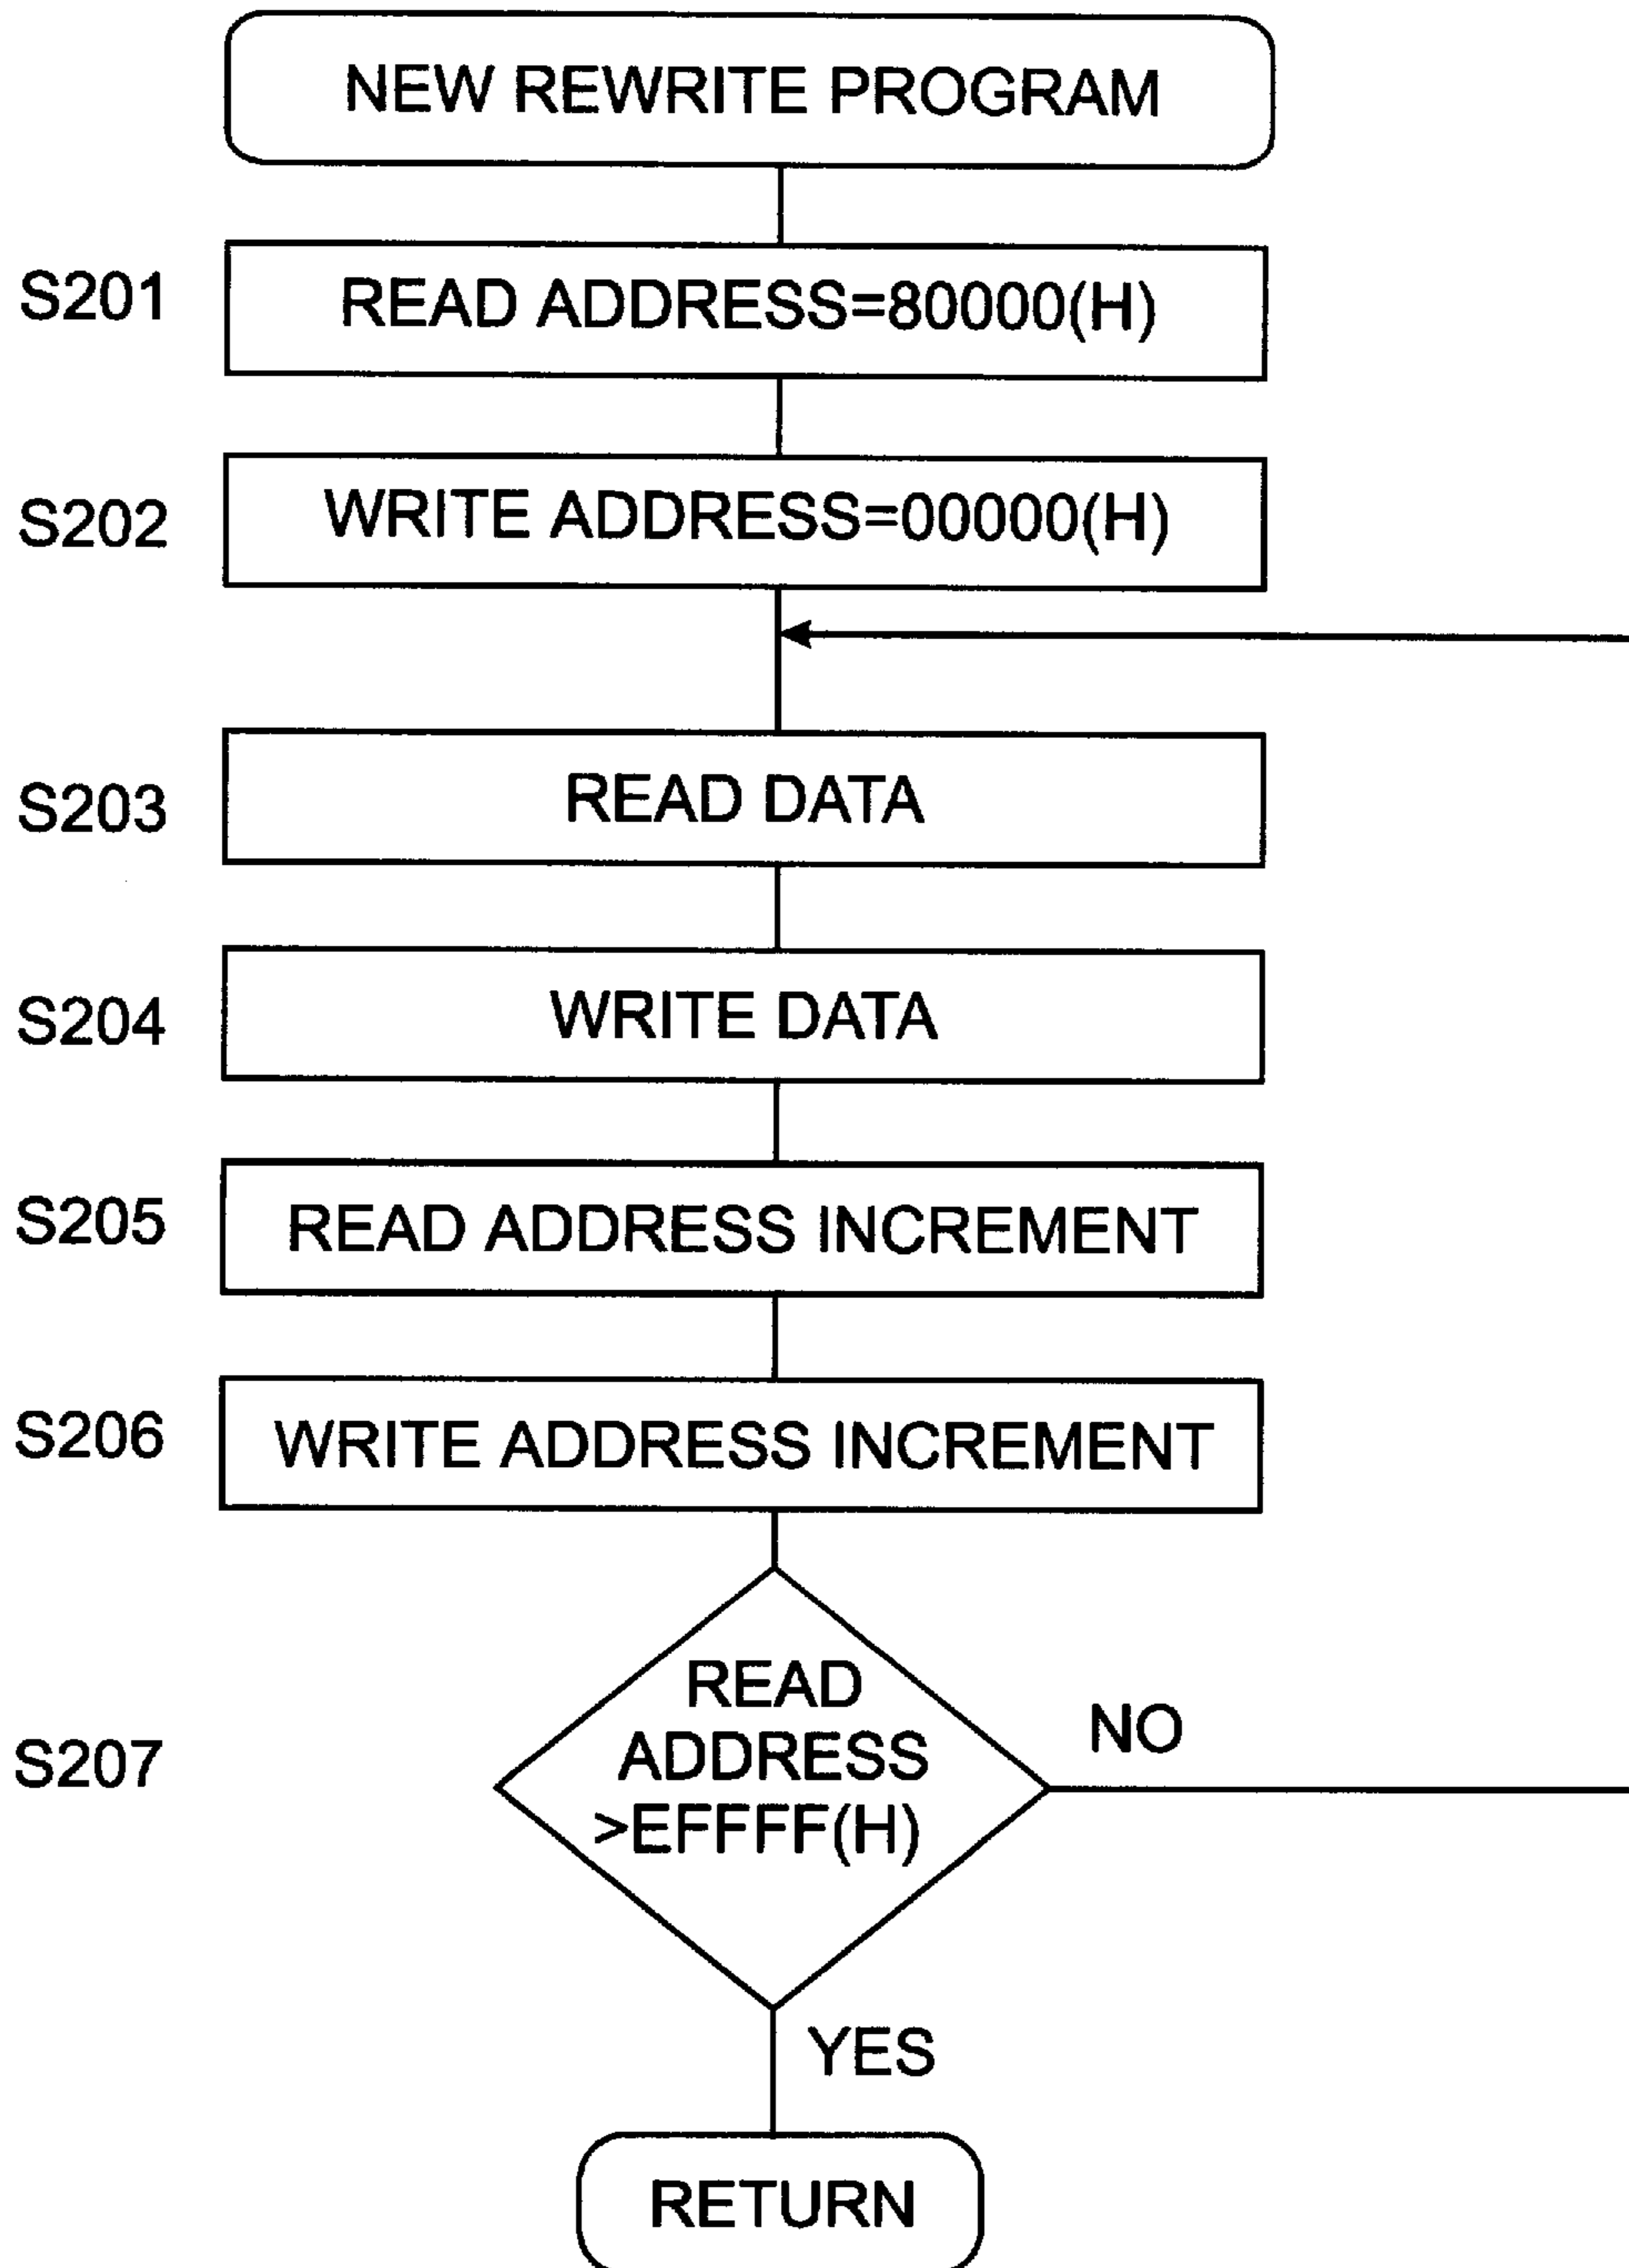 NEW REWRITE PROGRAM
S201
READ ADDRESS=80000(H)
S202
WRITE ADDRESS=00000(H)
S203
READ DATA
S204
WRITE DATA
S205
READ ADDRESS INCREMENT
S206
WRITE ADDRESS INCREMENT
S207
READ
ADDRESS
>EFFFF(H)
NO
YES
RETURN